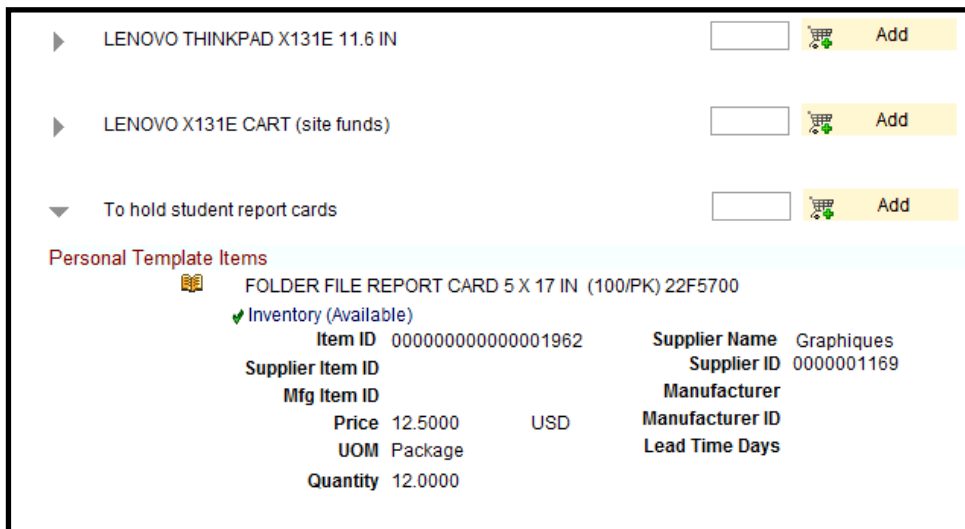 LENOVO THINKPAD X131E 11.6 IN Add
LENOVO X131E CART (site funds) Add
To hold student report cards Add
Personal Template Items
FOLDER FILE REPORT CARD 5 X 17 IN (100/PK) 22F5700
Inventory (Available)
Item ID 000000000000001962 Supplier Name Graphiques
Supplier Item ID Supplier ID 0000001169
Mfg Item ID Manufacturer
Price 12.5000 USD Manufacturer ID
UOM Package Lead Time Days
Quantity 12.0000